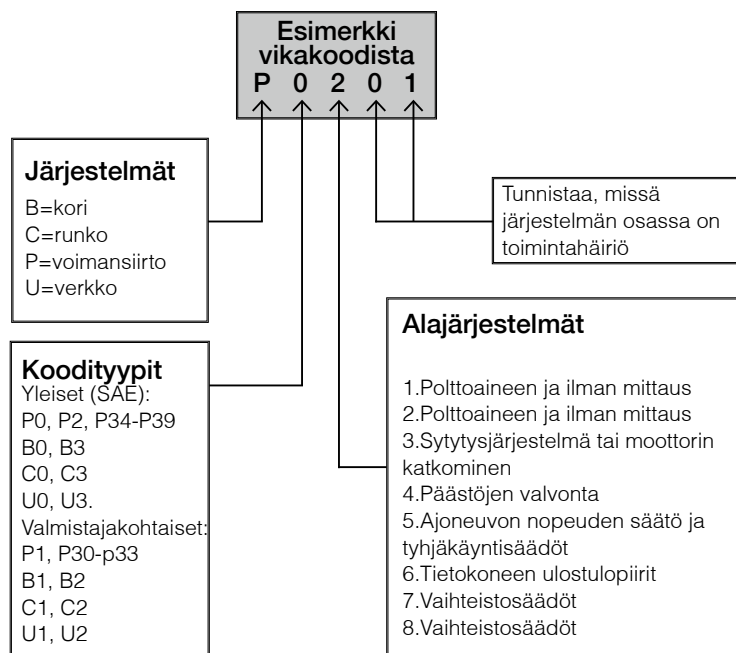 Esimerkki
vikakoodista
P 0 2 0 1
Järjestelmät
B=kori
C=runko
P=voimansiirto
U=verkko
Tunnistaa, missä
järjestelmän osassa on
toimintahäiriö
Koodityypit
Yleiset (SAE):
P0, P2, P34-P39
B0, B3
C0, C3
U0, U3.
Valmistajakohtaiset:
P1, P30-p33
B1, B2
C1, C2
U1, U2
Alajärjestelmät
1.Polttoaineen ja ilman mittaus
2.Polttoaineen ja ilman mittaus
3.Sytytysjärjestelmä tai moottorin
katkominen
4.Päästöjen valvonta
5.Ajoneuvon nopeuden säätö ja
tyhjäkäyntisäädöt
6.Tietokoneen ulostulopiirit
7.Vaihteistosäädöt
8.Vaihteistosäädöt